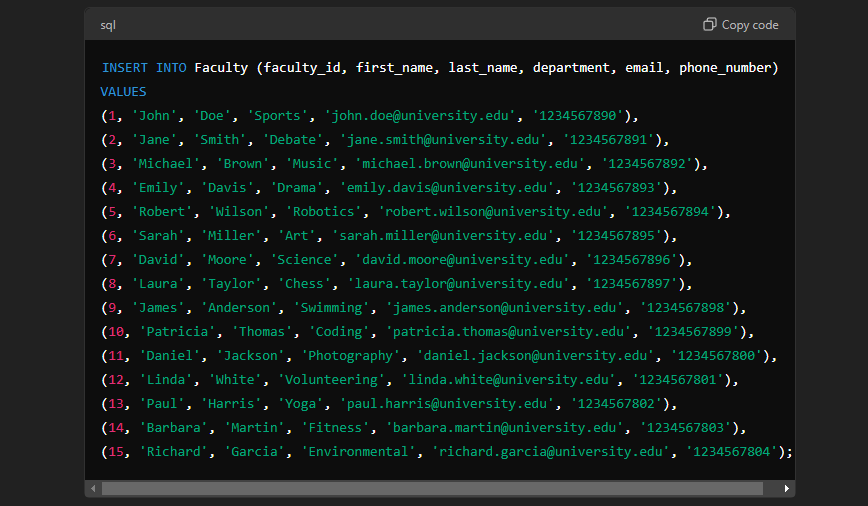 sql
Copy code
INSERT INTO Faculty (faculty_id, first_name, last_name, department, email, phone_number)
VALUES
(1, 'John', 'Doe', 'Sports', 'john.doe@university.edu', '1234567890'),
(2, 'Jane', 'Smith', 'Debate', 'jane.smith@university.edu', '1234567891'),
(3, 'Michael', 'Brown', 'Music', 'michael.brown@university.edu', '1234567892'),
(4, 'Emily', 'Davis', 'Drama', 'emily.davis@university.edu', '1234567893'),
(5, 'Robert', 'Wilson', 'Robotics', 'robert.wilson@university.edu', '1234567894'),
(6, 'Sarah', 'Miller', 'Art', 'sarah.miller@university.edu', '1234567895'),
(7, 'David', 'Moore', 'Science', 'david.moore@university.edu', '1234567896'),
(8, 'Laura', 'Taylor', 'Chess', 'laura.taylor@university.edu', '1234567897'),
(9, 'James', 'Anderson', 'Swimming', 'james.anderson@university.edu', '1234567898'),
(10, 'Patricia', 'Thomas', 'Coding', 'patricia.thomas@university.edu', '1234567899'),
(11, 'Daniel', 'Jackson', 'Photography', 'daniel.jackson@university.edu', '1234567800'),
(12, 'Linda', 'White', 'Volunteering', 'linda.white@university.edu', '1234567801'),
(13, 'Paul', 'Harris', 'Yoga', 'paul.harris@university.edu', '1234567802'),
(14, 'Barbara', 'Martin', 'Fitness', 'barbara.martin@university.edu', '1234567803'),
(15, 'Richard', 'Garcia', 'Environmental', 'richard.garcia@university.edu', '1234567804');